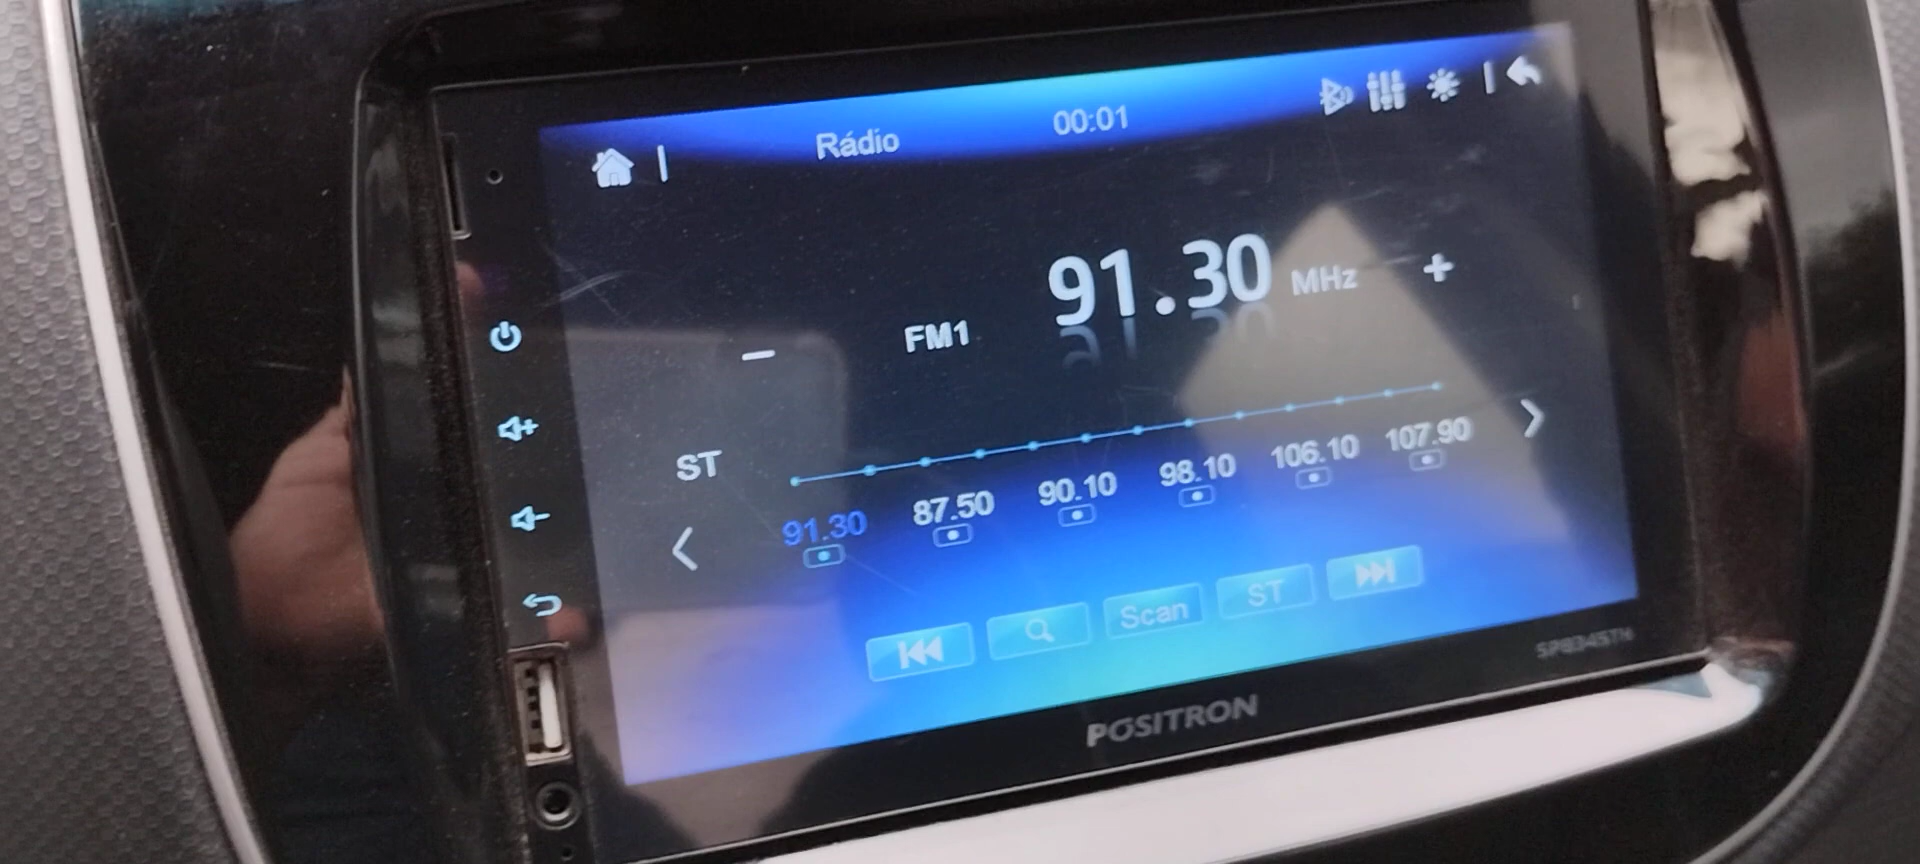 Rádio 00:01
FM1 91.30 MHz
ST
91.30 87.50 90.10 98.10 106.10 107.90
Scan ST
POSITRON